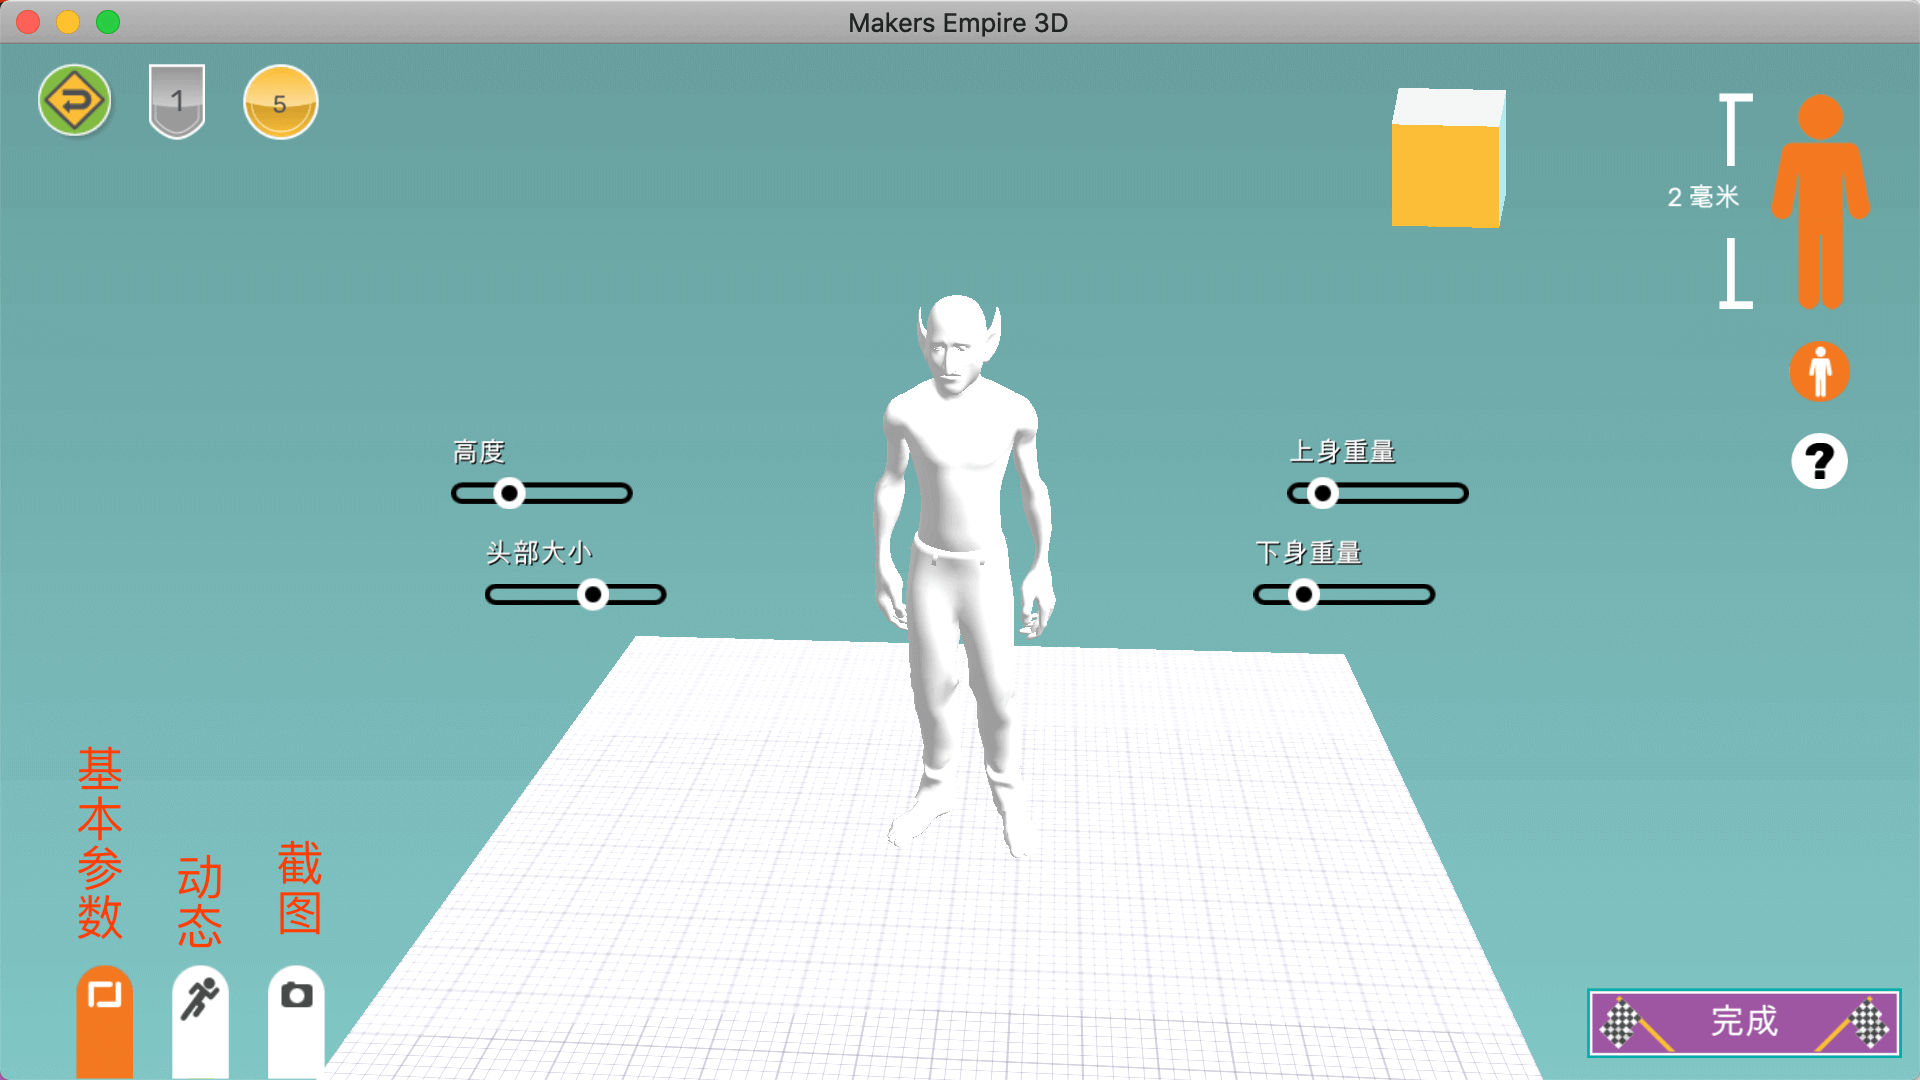 Makers Empire 3D
1
5
2 毫米
高度
上身重量
头部大小
下身重量
?
基本参数
动态
截图
完成